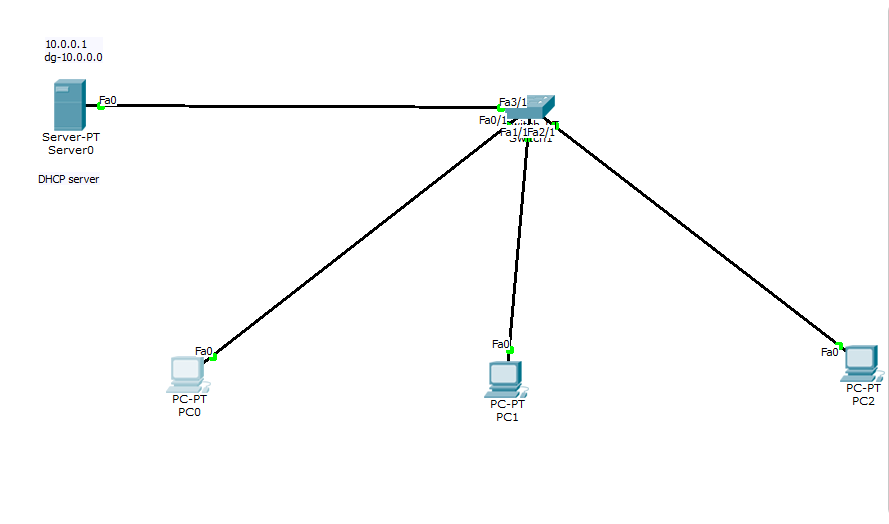 10.0.0.1
dg-10.0.0.0
Fa0
Server-PT
Server0
DHCP server
Fa3/1
Fa0/1
Fa1/1
Fa2/1
Switch1
Fa0
PC-PT
PC0
Fa0
PC-PT
PC1
Fa0
PC-PT
PC2